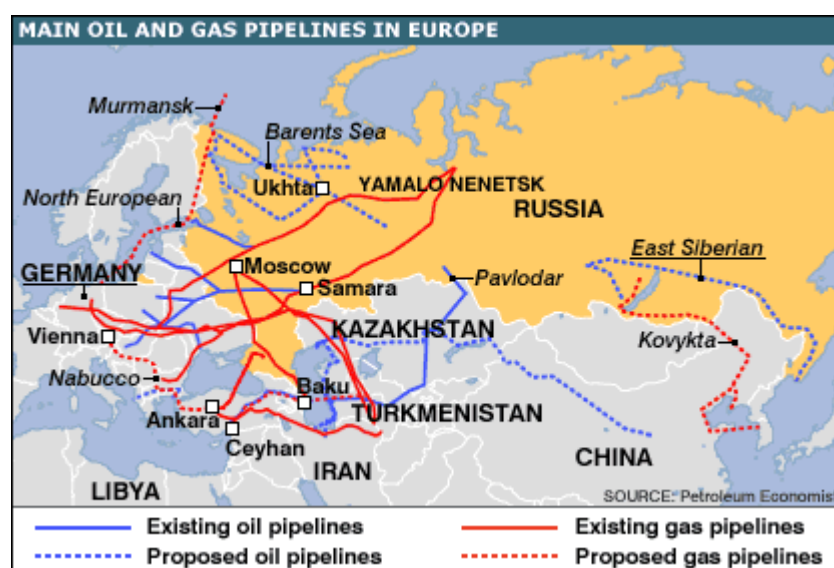 MAIN OIL AND GAS PIPELINES IN EUROPE
Murmansk
Barents Sea
Ukhta
YAMALO NENETSK
North European
RUSSIA
East Siberian
Moscow
GERMANY
Samara
Pavlodar
Vienna
KAZAKHSTAN
Kovykta
Nabucco
Baku
Ankara
TURKMENISTAN
Ceyhan
CHINA
IRAN
LIBYA
SOURCE: Petroleum Economist
Existing oil pipelines
Existing gas pipelines
Proposed oil pipelines
Proposed gas pipelines